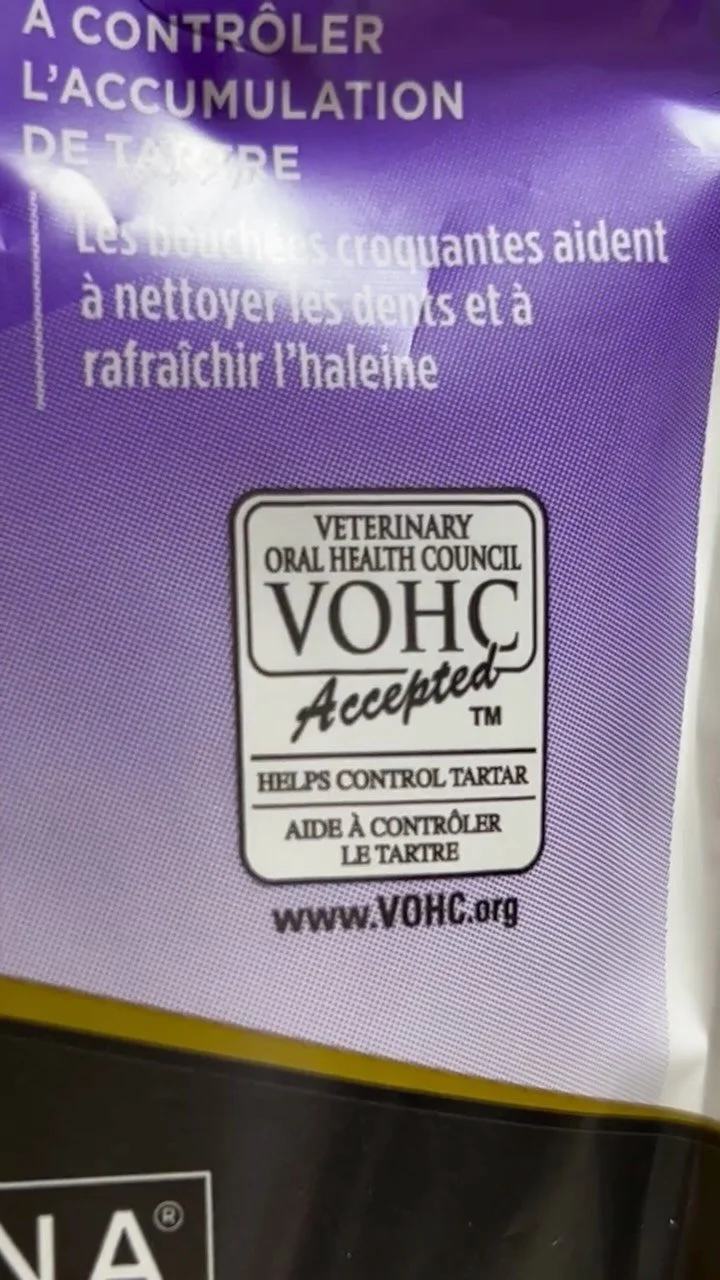 À CONTRÔLER
L'ACCUMULATION
DE TARTRE
Les bouchées croquantes aident
à nettoyer les dents et à
rafraîchir l'haleine
VETERINARY
ORAL HEALTH COUNCIL
VOHC
Accepted
TM
HELPS CONTROL TARTAR
AIDE À CONTRÔLER
LE TARTRE
www.VOHC.org
NA®